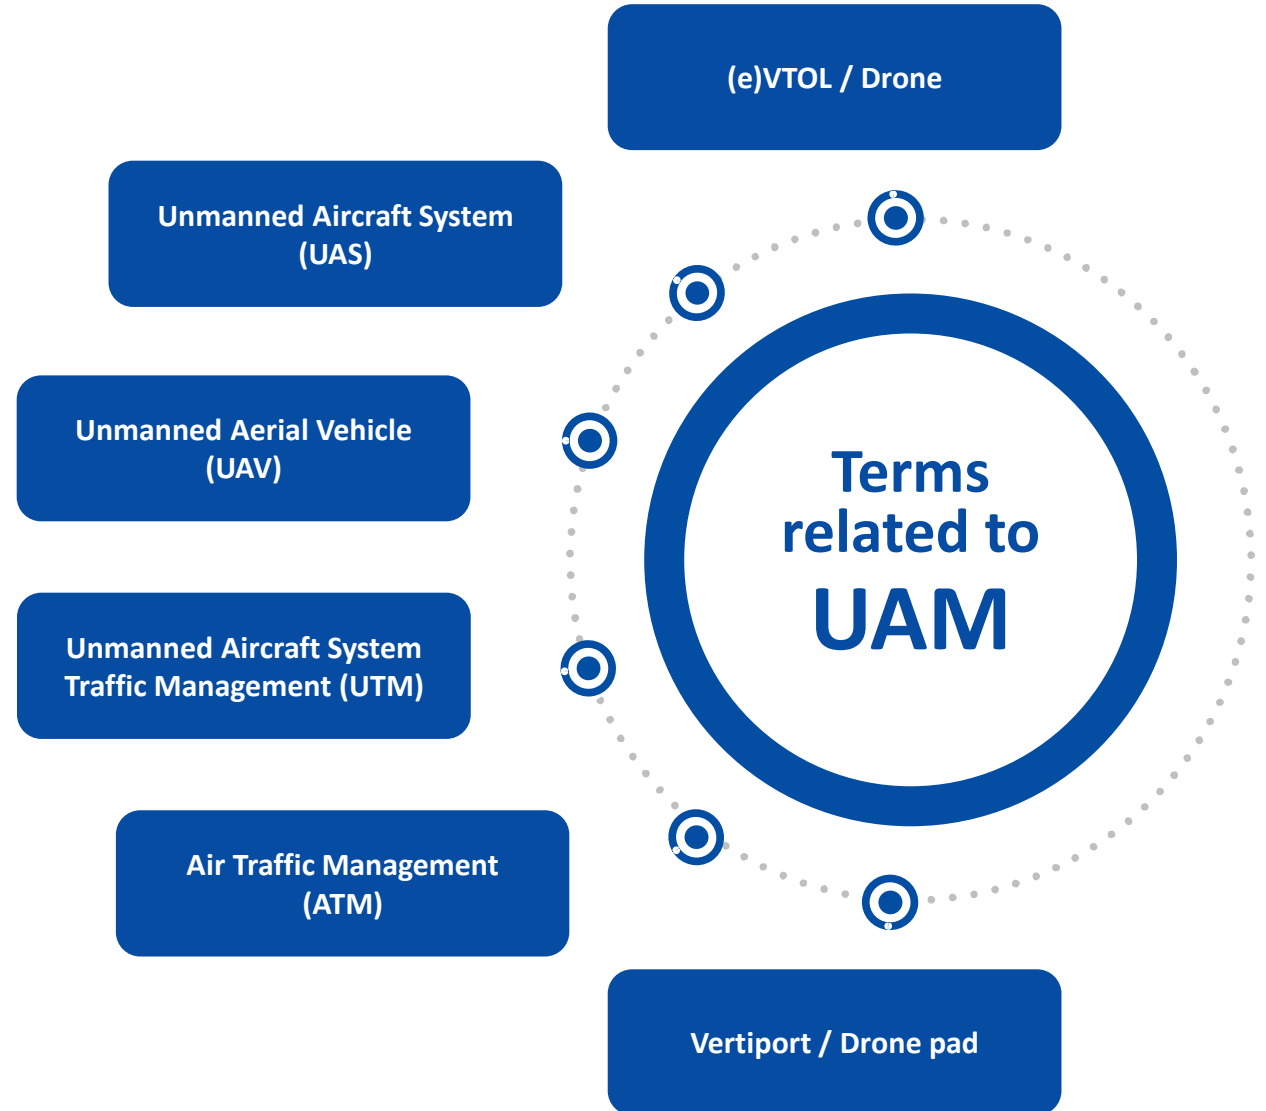 (e)VTOL / Drone
Unmanned Aircraft System
(UAS)
Unmanned Aerial Vehicle
(UAV)
Unmanned Aircraft System
Traffic Management (UTM)
Air Traffic Management
(ATM)
Vertiport / Drone pad
Terms
related to
UAM